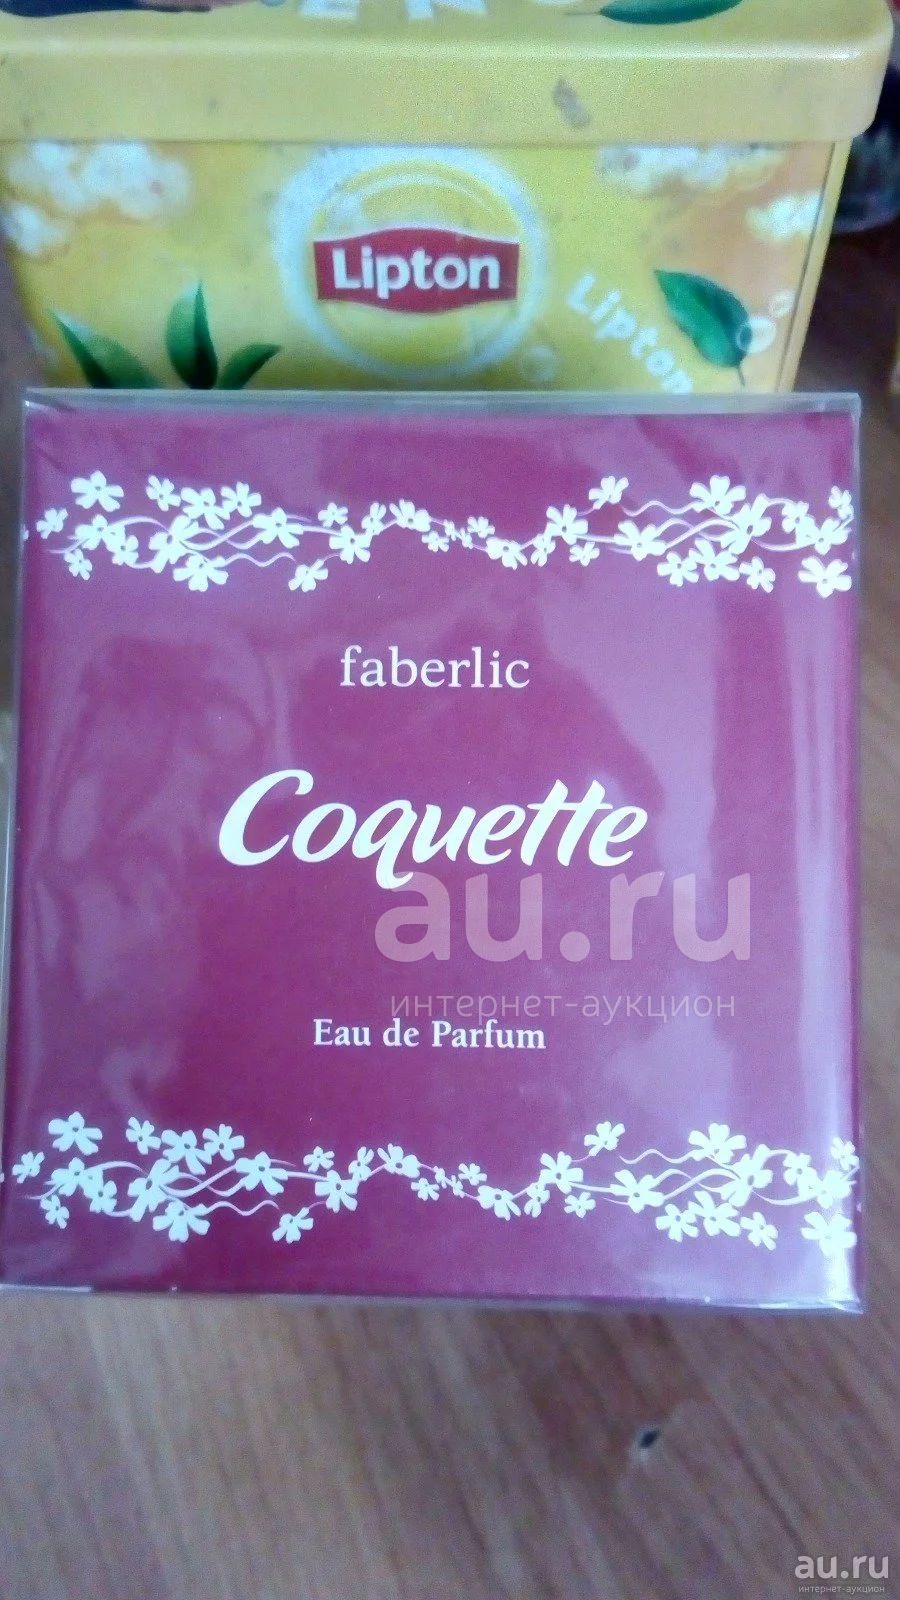 Lipton
Lipton
faberlic
Coquette
au.ru
интернет-аукцион
Eau de Parfum
au.ru
интернет-аукцион